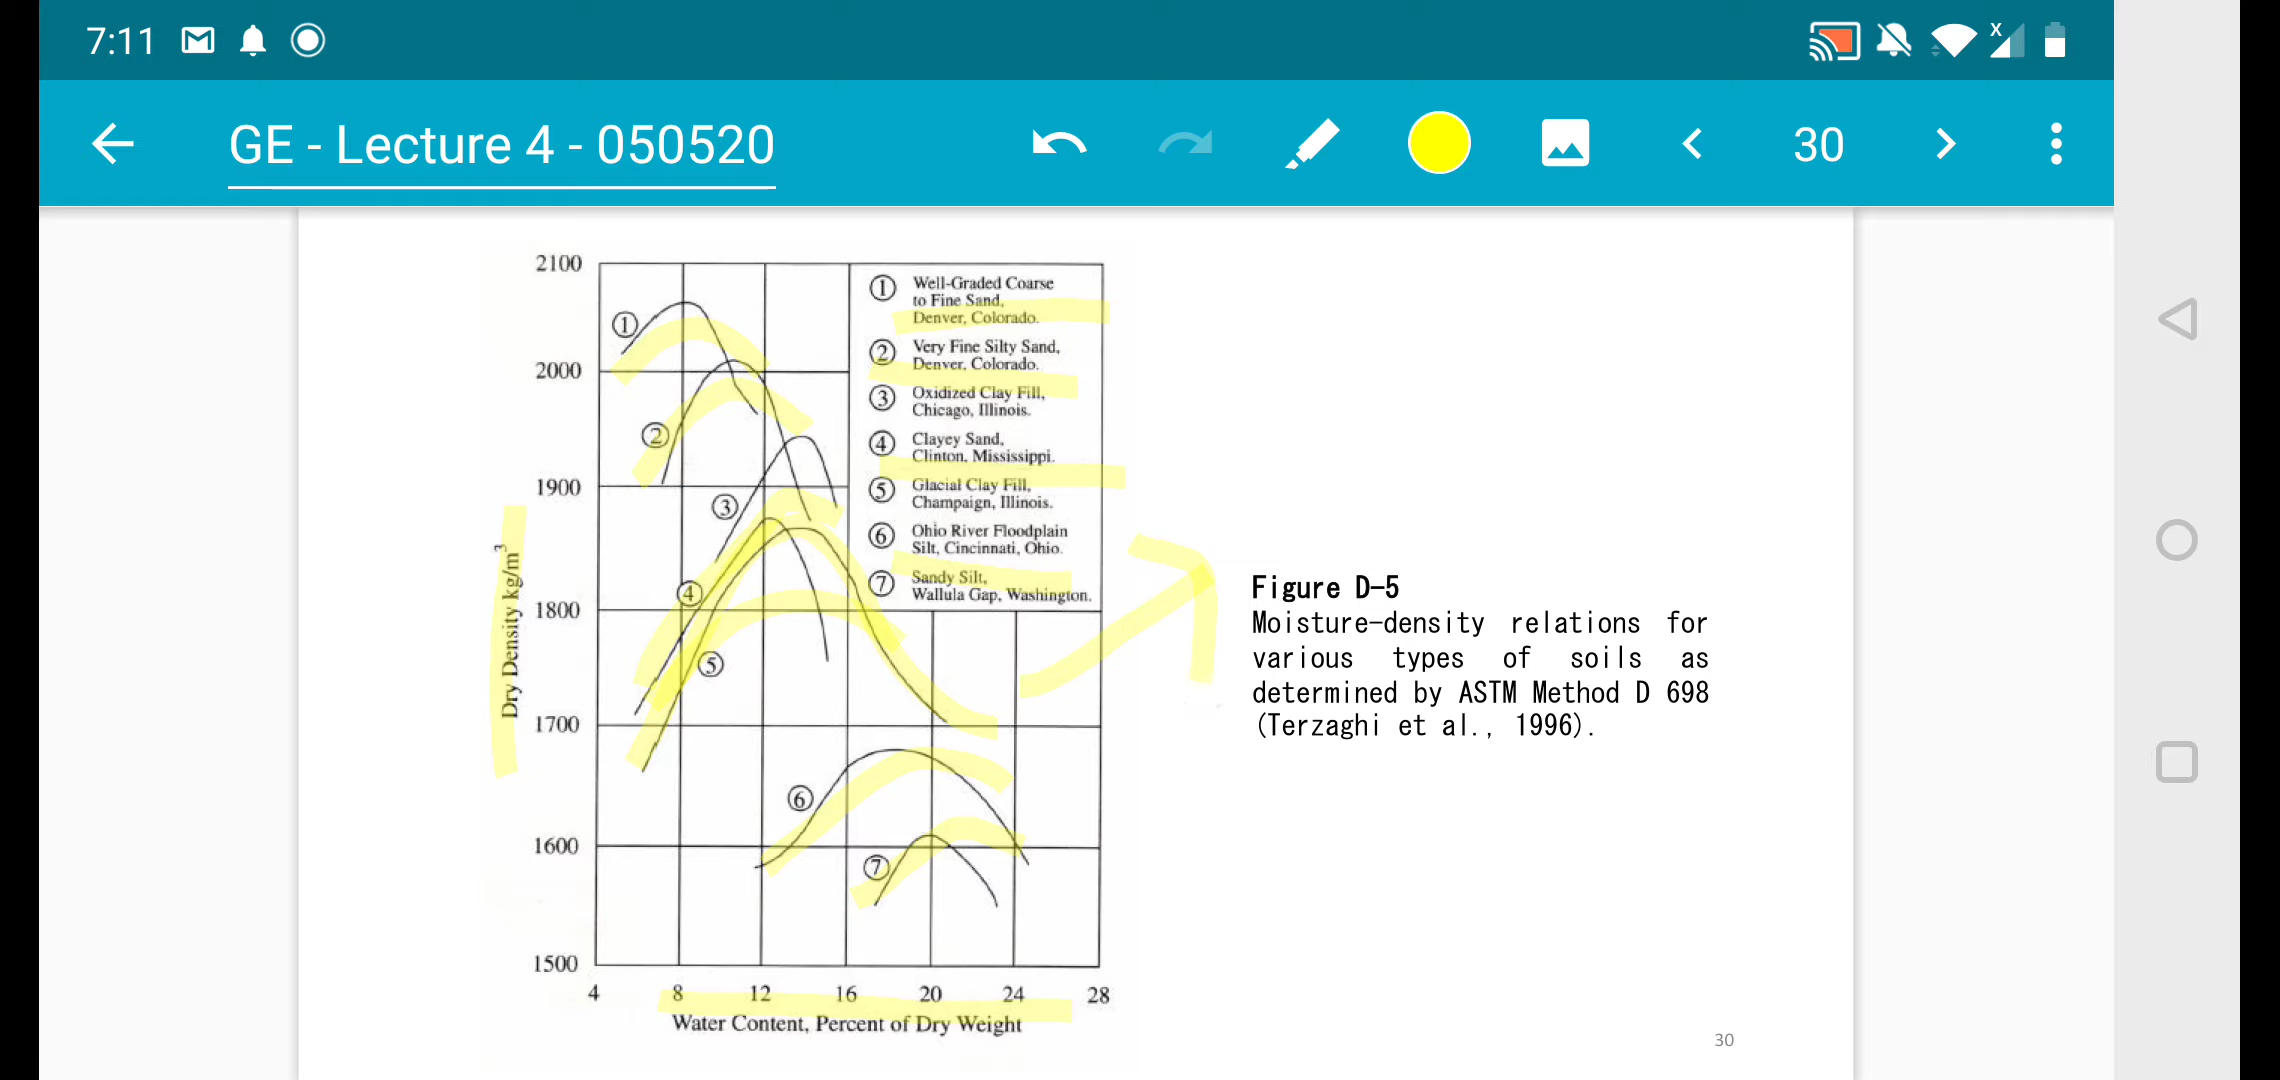 7:11
X
GE - Lecture 4 - 050520
30
2100
2000
1900
1800
1700
1600
1500
Dry Density kg/m3
4 8 12 16 20 24 28
Water Content, Percent of Dry Weight
1
2
3
4
5
6
7
1 Well-Graded Coarse
to Fine Sand,
Denver, Colorado.
2 Very Fine Silty Sand,
Denver, Colorado.
3 Oxidized Clay Fill,
Chicago, Illinois.
4 Clayey Sand,
Clinton, Mississippi.
5 Glacial Clay Fill,
Champaign, Illinois.
6 Ohio River Floodplain
Silt, Cincinnati, Ohio.
7 Sandy Silt,
Wallula Gap, Washington.
Figure D-5
Moisture-density relations for
various types of soils as
determined by ASTM Method D 698
(Terzaghi et al., 1996).
30